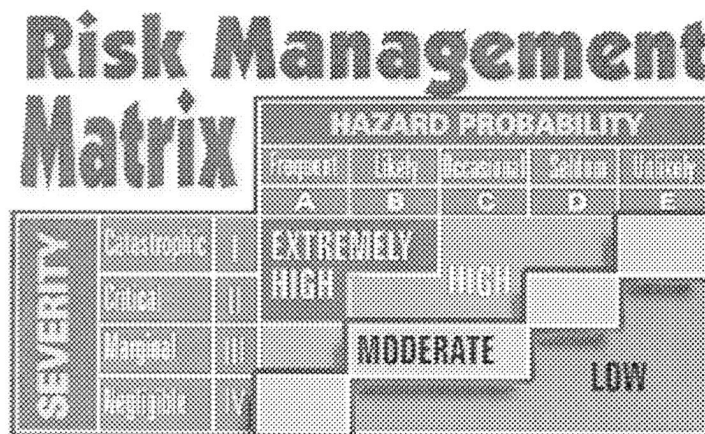 Risk Management
Matrix
HAZARD PROBABILITY
Frequent Likely Occasional Seldom Unlikely
A B C D E
SEVERITY
Catastrophic I EXTREMELY
Critical II HIGH HIGH
Marginal III MODERATE
Negligible IV LOW